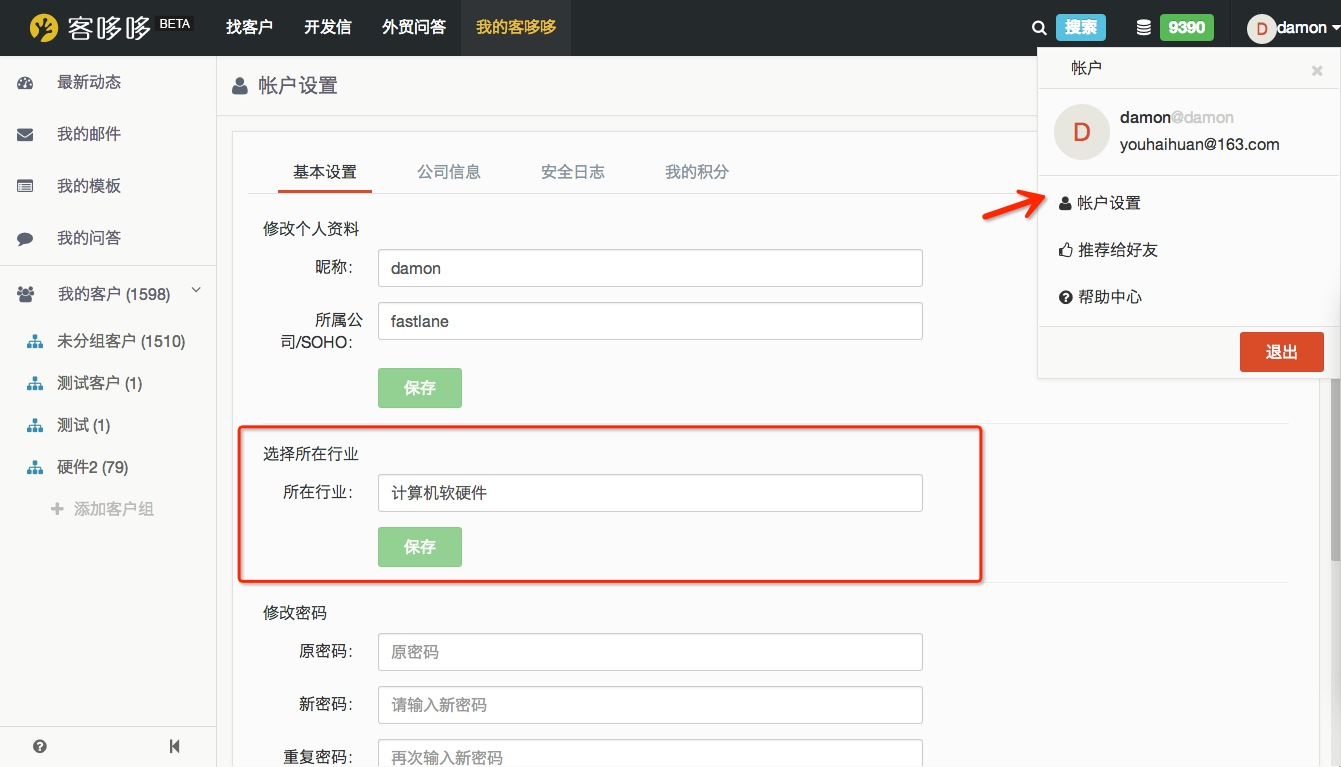 客哆哆 BETA
找客户
开发信
外贸问答
我的客哆哆
搜索
9390
D
damon
最新动态
我的邮件
我的模板
我的问答
我的客户 (1598)
未分组客户 (1510)
测试客户 (1)
测试 (1)
硬件2 (79)
添加客户组
帐户设置
基本设置
公司信息
安全日志
我的积分
修改个人资料
昵称:
damon
所属公
司/SOHO:
fastlane
保存
选择所在行业
所在行业:
计算机软硬件
保存
修改密码
原密码:
原密码
新密码:
请输入新密码
重复密码:
再次输入新密码
帐户
D
damon@damon
youhaihuan@163.com
帐户设置
推荐给好友
帮助中心
退出